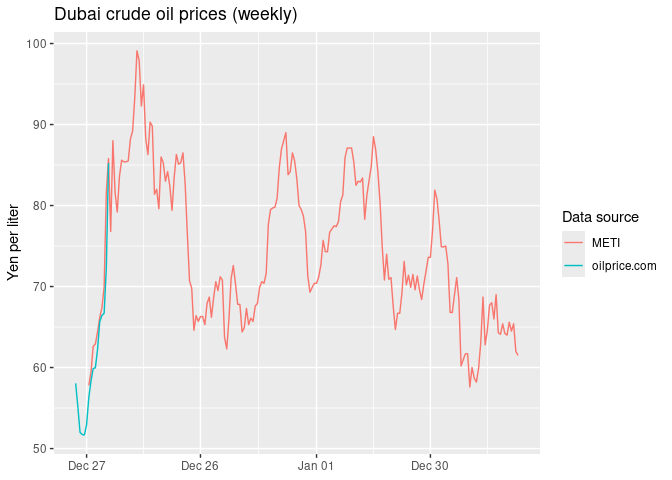 Dubai crude oil prices (weekly)
Yen per liter
100
90
80
70
60
50
Dec 27
Dec 26
Jan 01
Dec 30
Data source
METI
oilprice.com